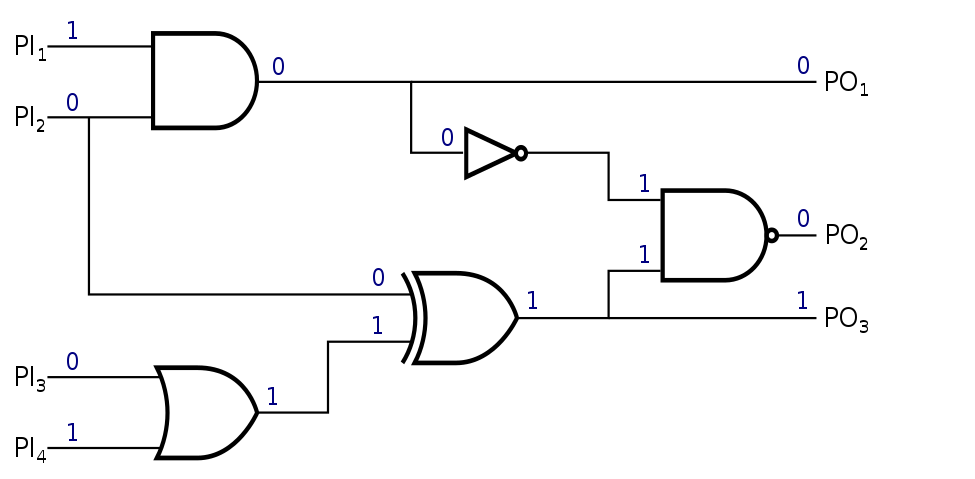 PI₁ 1
0 0 PO₁
PI₂ 0
0
1
0 PO₂
1
0
1 1 PO₃
1
PI₃ 0
1
PI₄ 1